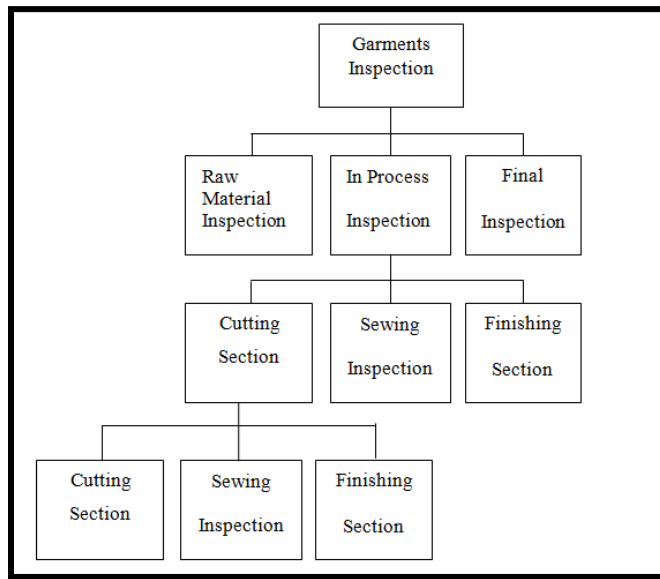 Garments
Inspection
Raw
Material
Inspection
In Process
Inspection
Final
Inspection
Cutting
Section
Sewing
Inspection
Finishing
Section
Cutting
Section
Sewing
Inspection
Finishing
Section